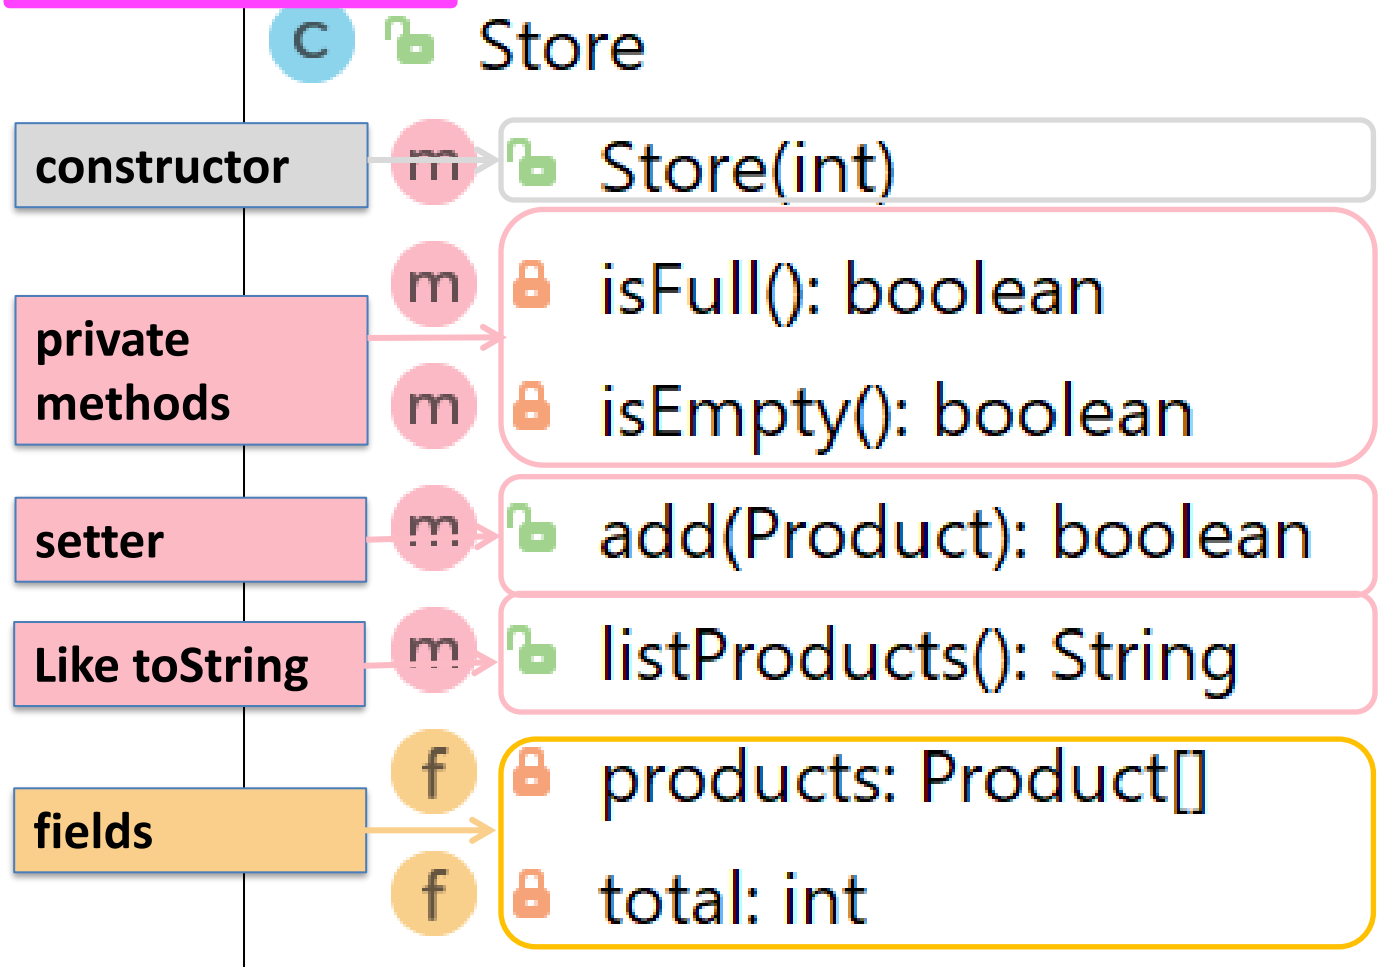 C Store
constructor m Store(int)
m isFull(): boolean
private
methods
m isEmpty(): boolean
setter m add(Product): boolean
Like toString m listProducts(): String
f products: Product[]
fields
f total: int